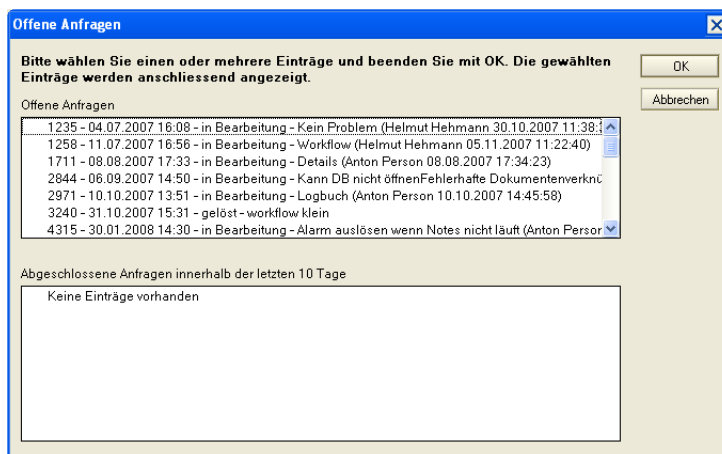 Offene Anfragen
Bitte wählen Sie einen oder mehrere Einträge und beenden Sie mit OK. Die gewählten
Einträge werden anschliessend angezeigt.
OK
Abbrechen
Offene Anfragen
1235 - 04.07.2007 16:08 - in Bearbeitung - Kein Problem (Helmut Hehmann 30.10.2007 11:38:
1258 - 11.07.2007 16:56 - in Bearbeitung - Workflow (Helmut Hehmann 05.11.2007 11:22:40)
1711 - 08.08.2007 17:33 - in Bearbeitung - Details (Anton Person 08.08.2007 17:34:23)
2844 - 06.09.2007 14:50 - in Bearbeitung - Kann DB nicht öffnenFehlerhafte Dokumentenverknü
2971 - 10.10.2007 13:51 - in Bearbeitung - Logbuch (Anton Person 10.10.2007 14:45:58)
3240 - 31.10.2007 15:31 - gelöst - workflow klein
4315 - 30.01.2008 14:30 - in Bearbeitung - Alarm auslösen wenn Notes nicht läuft (Anton Person
Abgeschlossene Anfragen innerhalb der letzten 10 Tage
Keine Einträge vorhanden